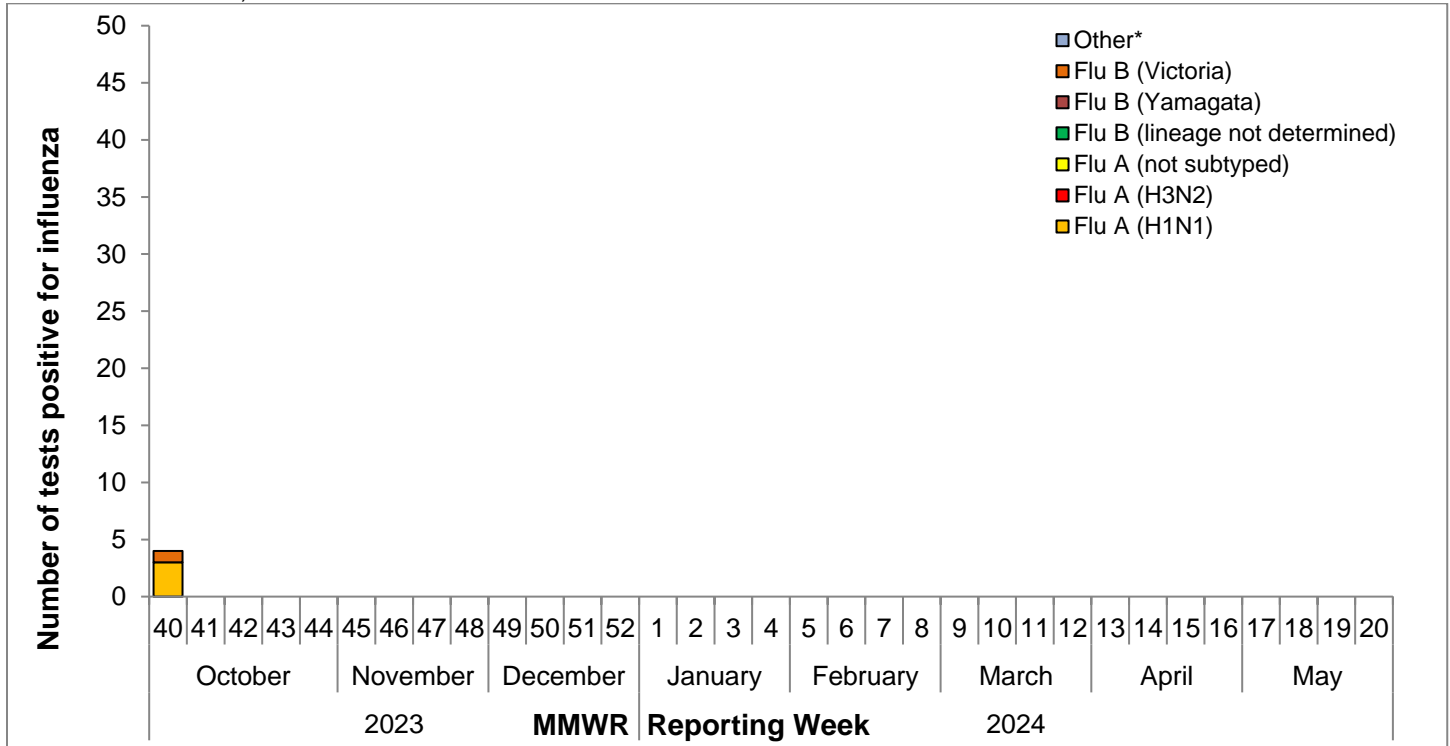 50
45
40
35
30
25
20
15
10
5
0
Number of tests positive for influenza
Other*
Flu B (Victoria)
Flu B (Yamagata)
Flu B (lineage not determined)
Flu A (not subtyped)
Flu A (H3N2)
Flu A (H1N1)
40 41 42 43 44 45 46 47 48 49 50 51 52 1 2 3 4 5 6 7 8 9 10 11 12 13 14 15 16 17 18 19 20
October November December January February March April May
2023 MMWR Reporting Week 2024